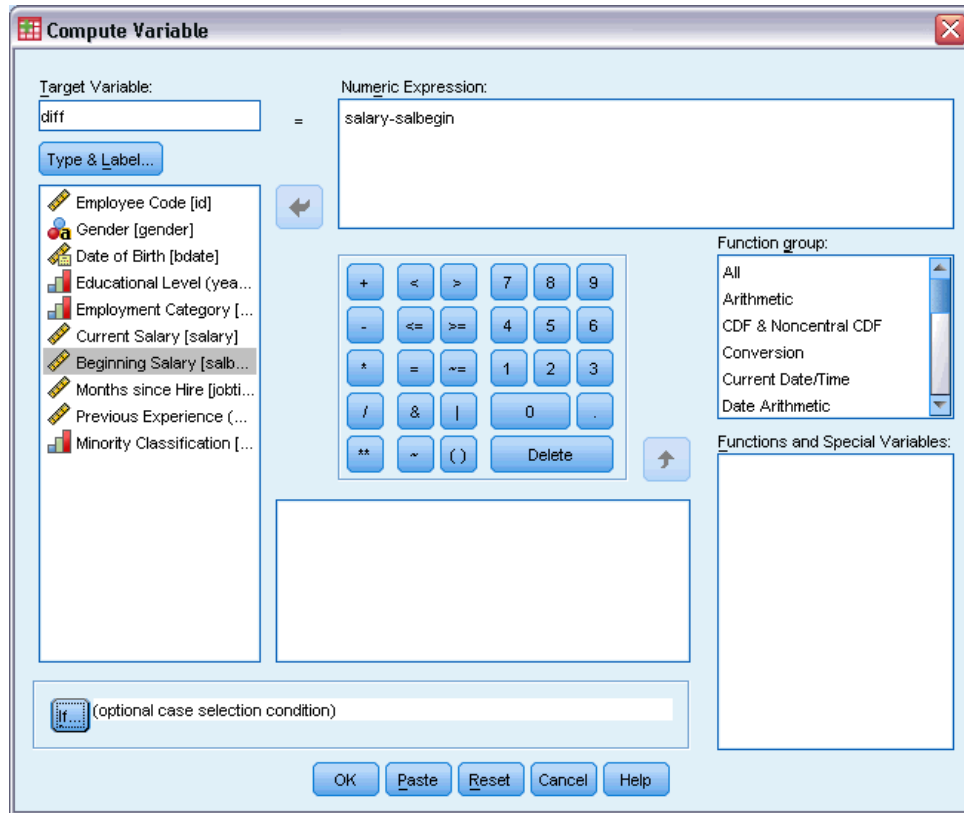 Compute Variable
Target Variable:
diff
=
Numeric Expression:
salary-salbegin
Type & Label...
Employee Code [id]
Gender [gender]
Date of Birth [bdate]
Educational Level (yea...
Employment Category [...
Current Salary [salary]
Beginning Salary [salb...
Months since Hire [jobti...
Previous Experience (...
Minority Classification [...
+ < > 7 8 9
- <= >= 4 5 6
* = ~= 1 2 3
/ & | 0 .
** ~ ( ) Delete
Function group:
All
Arithmetic
CDF & Noncentral CDF
Conversion
Current Date/Time
Date Arithmetic
Functions and Special Variables:
If... (optional case selection condition)
OK Paste Reset Cancel Help